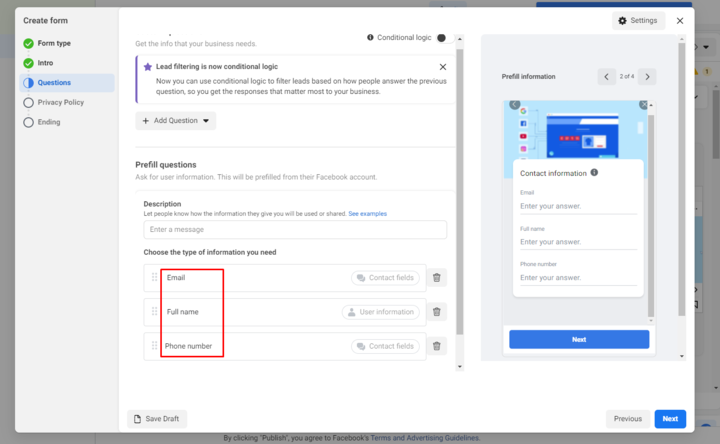 Create form
Form type
Intro
Questions
Privacy Policy
Ending
Settings
Get the info that your business needs.
Conditional logic
Lead filtering is now conditional logic
Now you can use conditional logic to filter leads based on how people answer the previous
question, so you get the responses that matter most to your business.
Add Question
Prefill questions
Ask for user information. This will be prefilled from their Facebook account.
Description
Let people know how the information they give you will be used or shared. See examples
Enter a message
Choose the type of information you need
Email Contact fields
Full name User information
Phone number Contact fields
Save Draft
Previous Next
Prefill information 2 of 4
Contact information
Email
Enter your answer.
Full name
Enter your answer.
Phone number
Enter your answer.
Next
By clicking "Publish", you agree to Facebook's Terms and Advertising Guidelines.